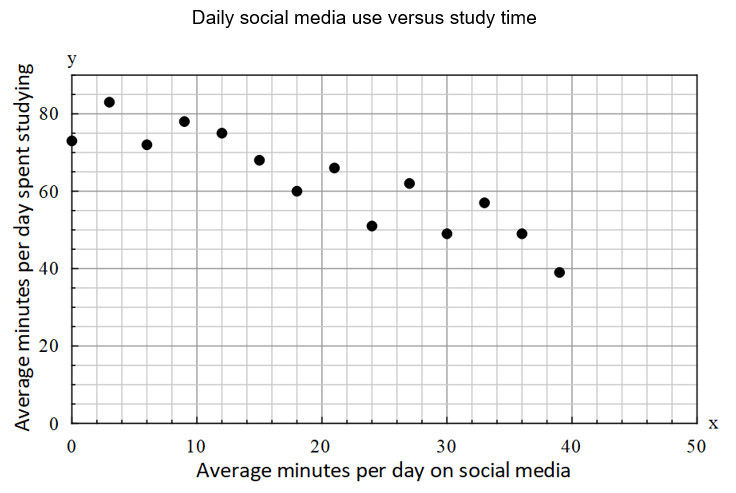 Daily social media use versus study time
y
Average minutes per day spent studying
80
60
40
20
0
0 10 20 30 40 50
x
Average minutes per day on social media